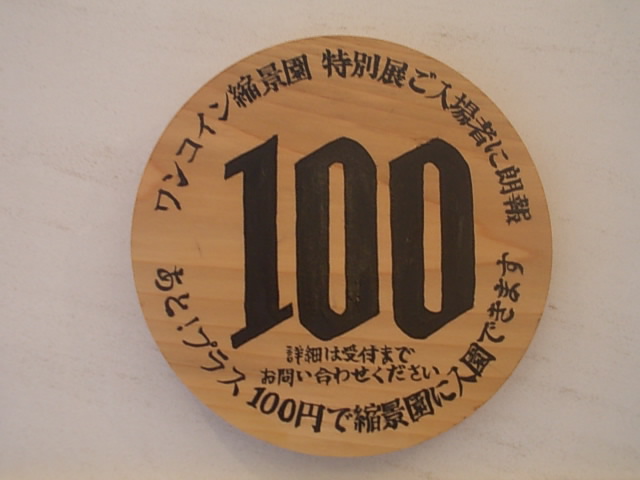 ワンコイン縮景園 特別展ご入場者に朗報
100
詳細は受付まで
お問い合わせください
あと!プラス100円で縮景園に入園できます